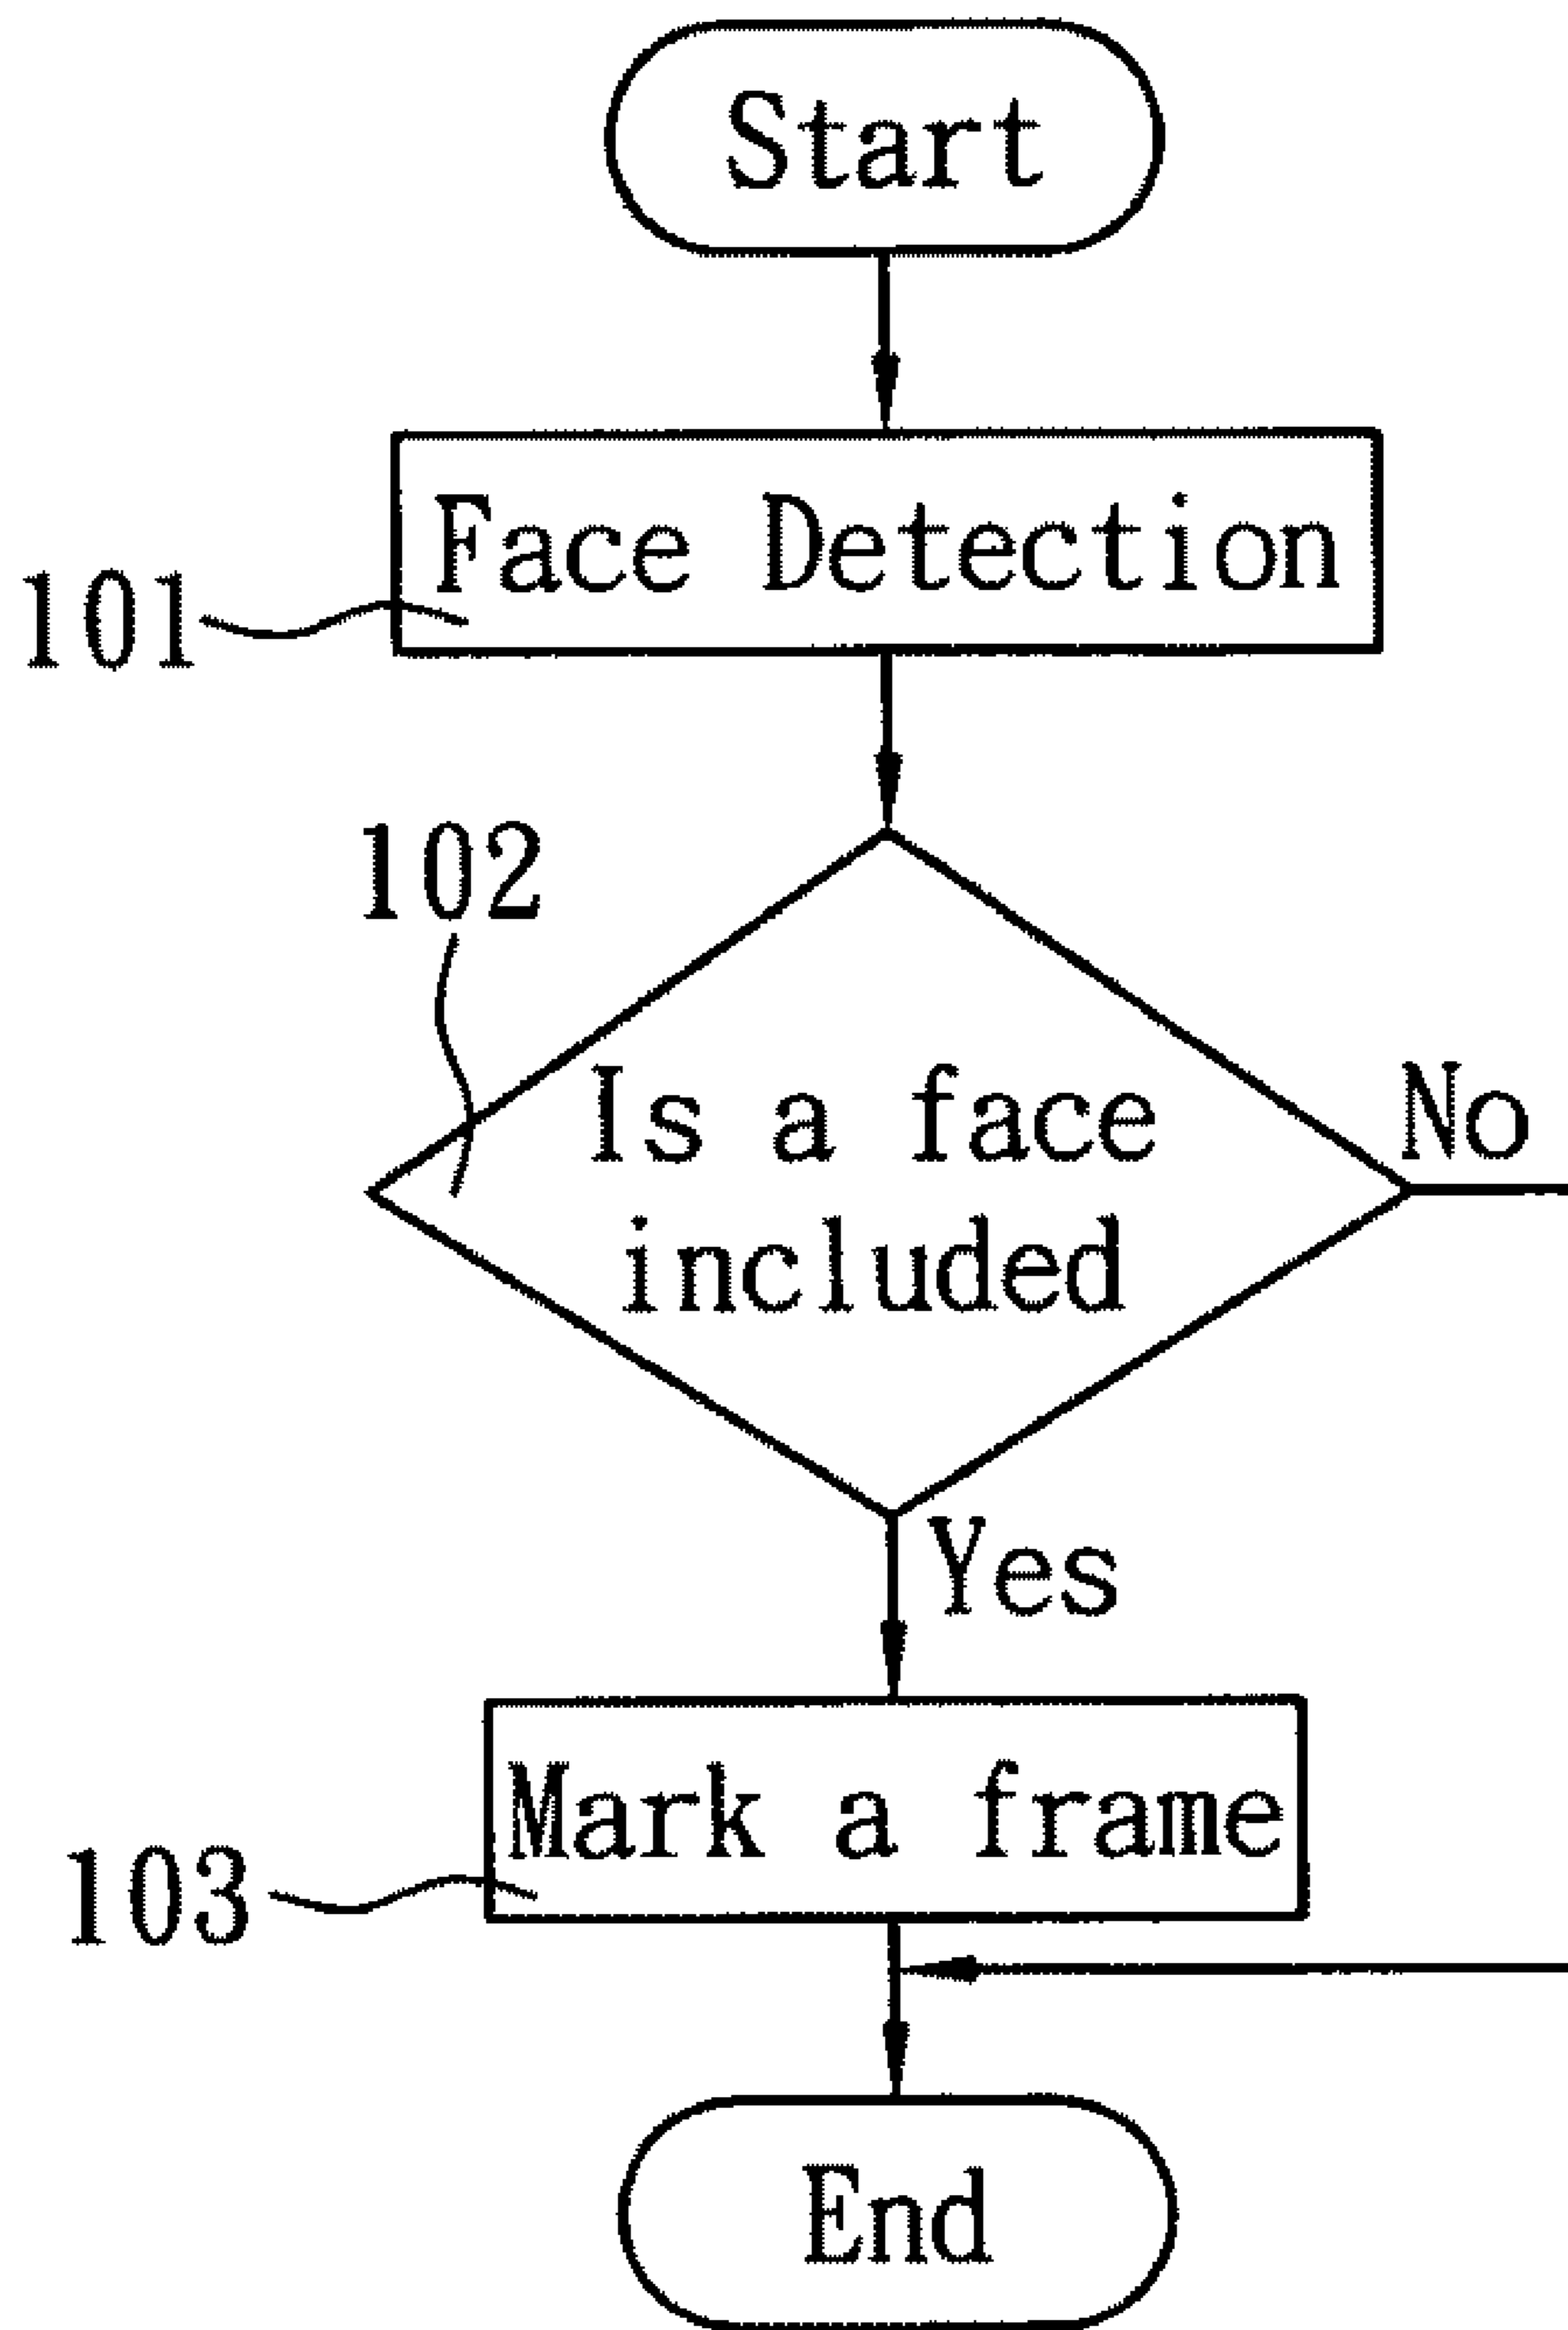 Start
Face Detection
101
102
Is a face
included
No
Yes
Mark a frame
103
End